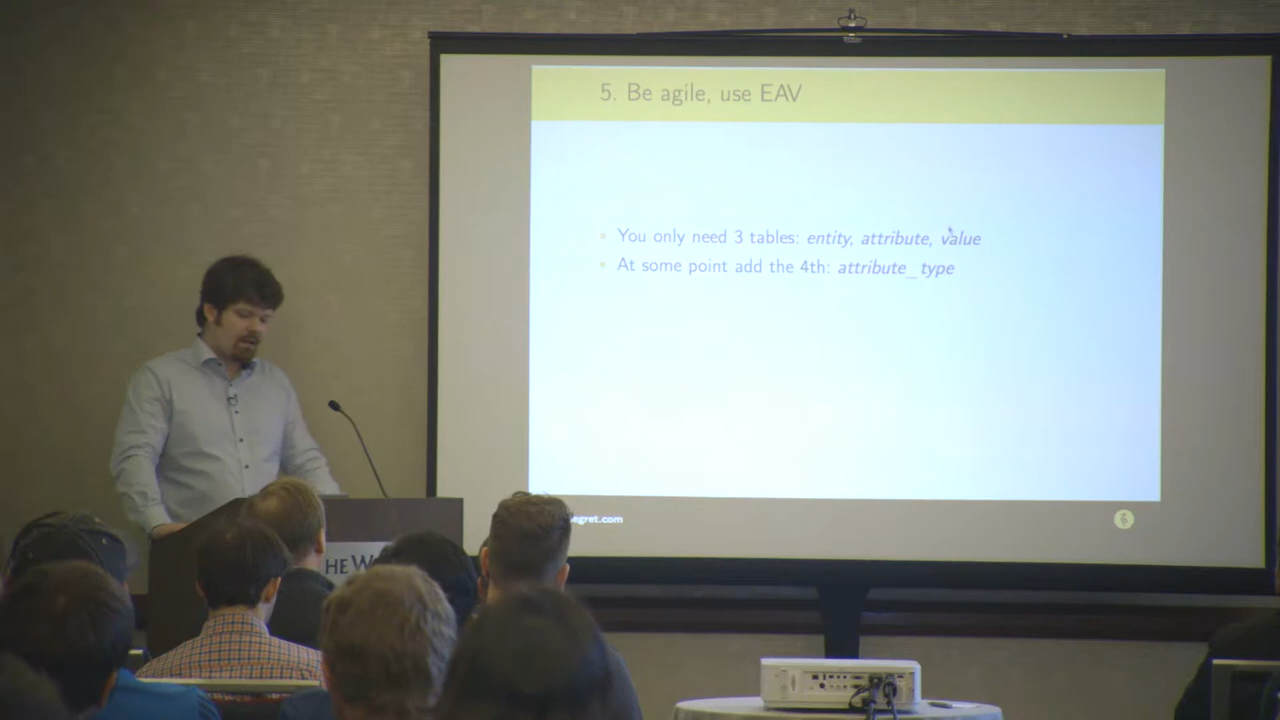 5. Be agile, use EAV
• You only need 3 tables: entity, attribute, value
• At some point add the 4th: attribute_type
egret.com
HE W